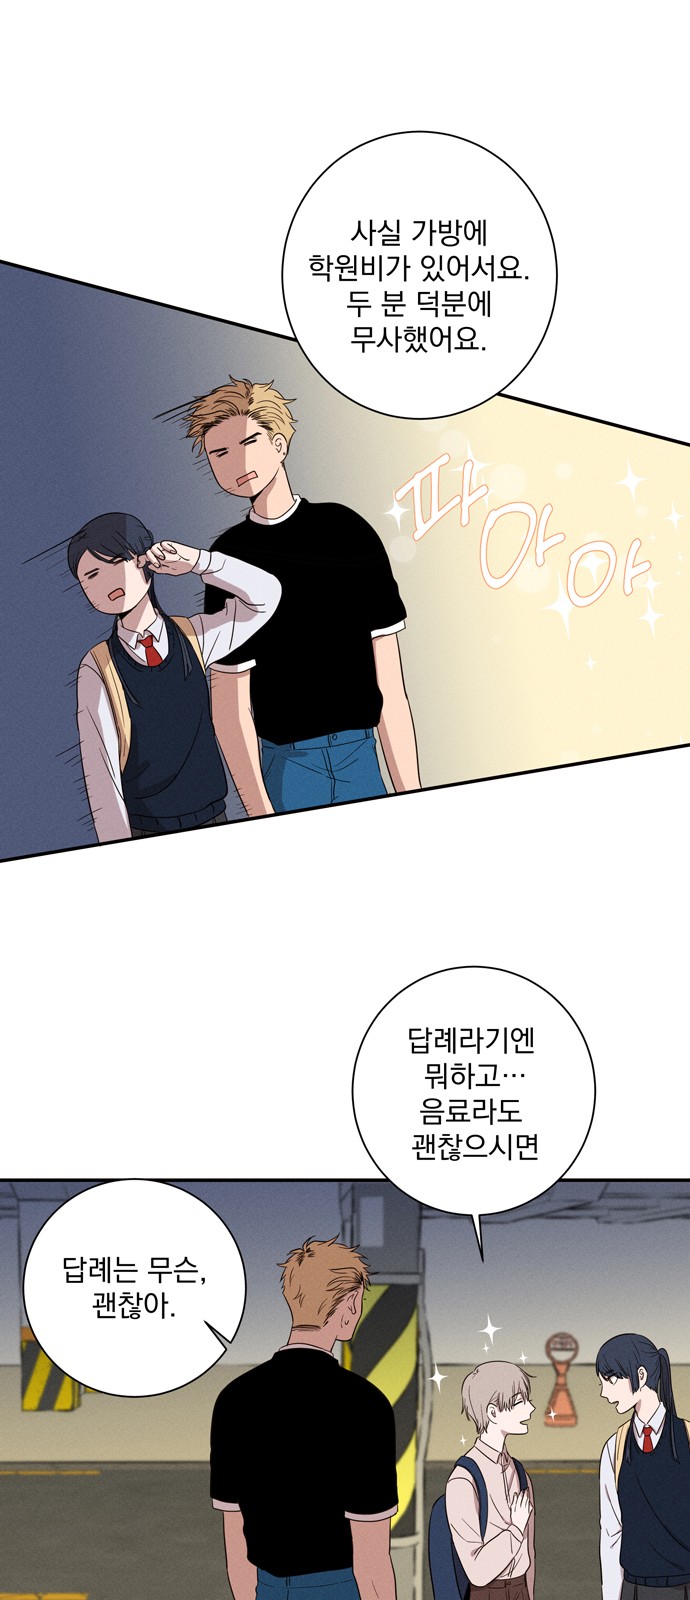 사실 가방에
학원비가 있어서요.
두 분 덕분에
무사했어요.
파아아
답례라기엔
뭐하고…
음료라도
괜찮으시면
답례는 무슨,
괜찮아.